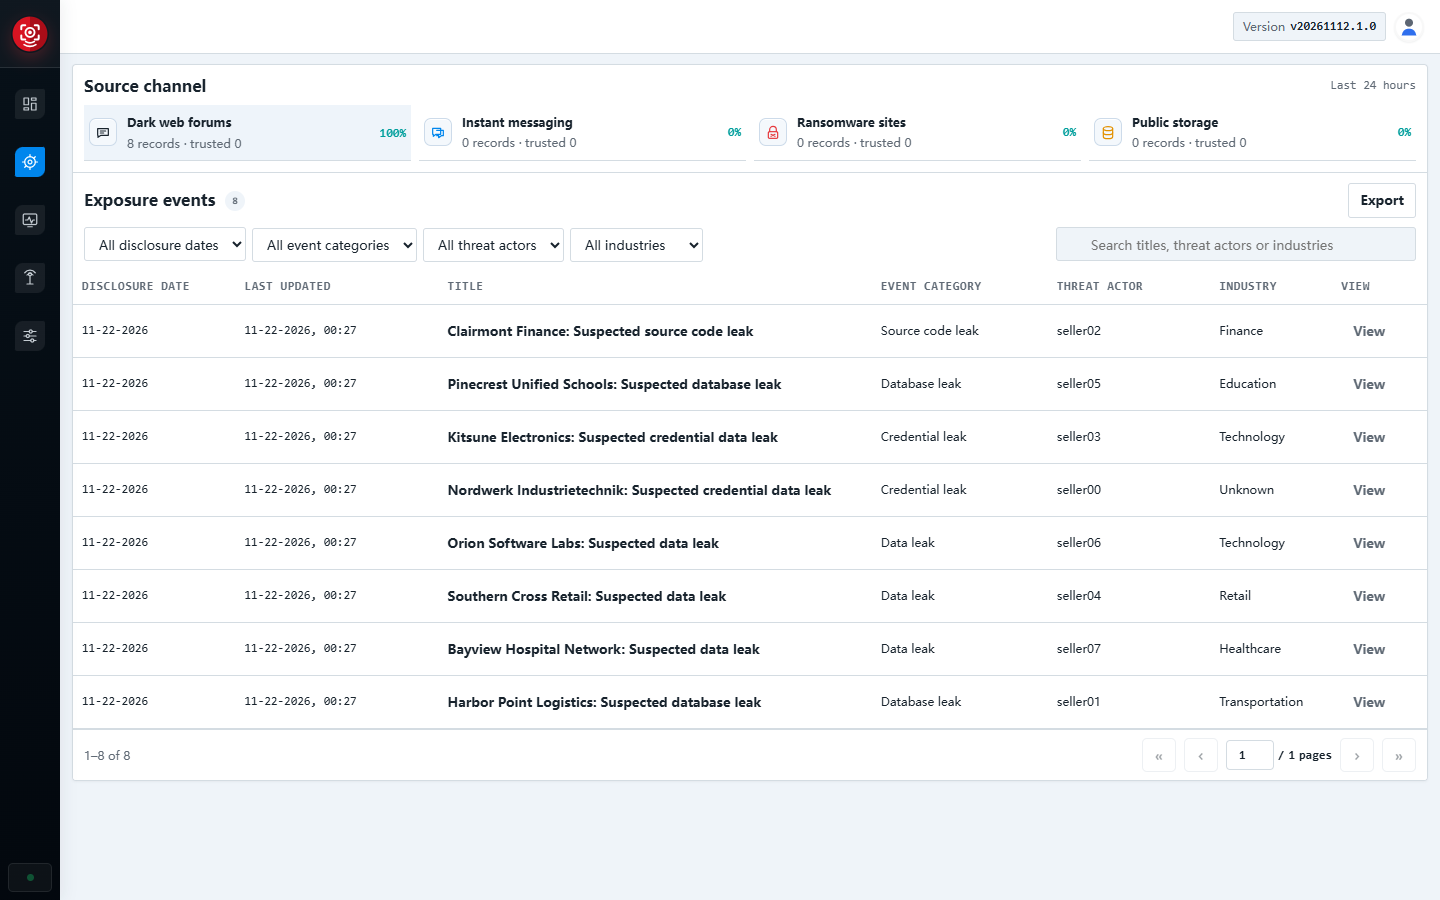 Version v20261112.1.0
Source channel
Last 24 hours
Dark web forums
8 records · trusted 0
100%
Instant messaging
0 records · trusted 0
0%
Ransomware sites
0 records · trusted 0
0%
Public storage
0 records · trusted 0
0%
Exposure events 8
Export
All disclosure dates All event categories All threat actors All industries Search titles, threat actors or industries
DISCLOSURE DATE LAST UPDATED TITLE EVENT CATEGORY THREAT ACTOR INDUSTRY VIEW
11-22-2026 11-22-2026, 00:27 Clairmont Finance: Suspected source code leak Source code leak seller02 Finance View
11-22-2026 11-22-2026, 00:27 Pinecrest Unified Schools: Suspected database leak Database leak seller05 Education View
11-22-2026 11-22-2026, 00:27 Kitsune Electronics: Suspected credential data leak Credential leak seller03 Technology View
11-22-2026 11-22-2026, 00:27 Nordwerk Industrietechnik: Suspected credential data leak Credential leak seller00 Unknown View
11-22-2026 11-22-2026, 00:27 Orion Software Labs: Suspected data leak Data leak seller06 Technology View
11-22-2026 11-22-2026, 00:27 Southern Cross Retail: Suspected data leak Data leak seller04 Retail View
11-22-2026 11-22-2026, 00:27 Bayview Hospital Network: Suspected data leak Data leak seller07 Healthcare View
11-22-2026 11-22-2026, 00:27 Harbor Point Logistics: Suspected database leak Database leak seller01 Transportation View
1–8 of 8
« ‹ 1 / 1 pages › »